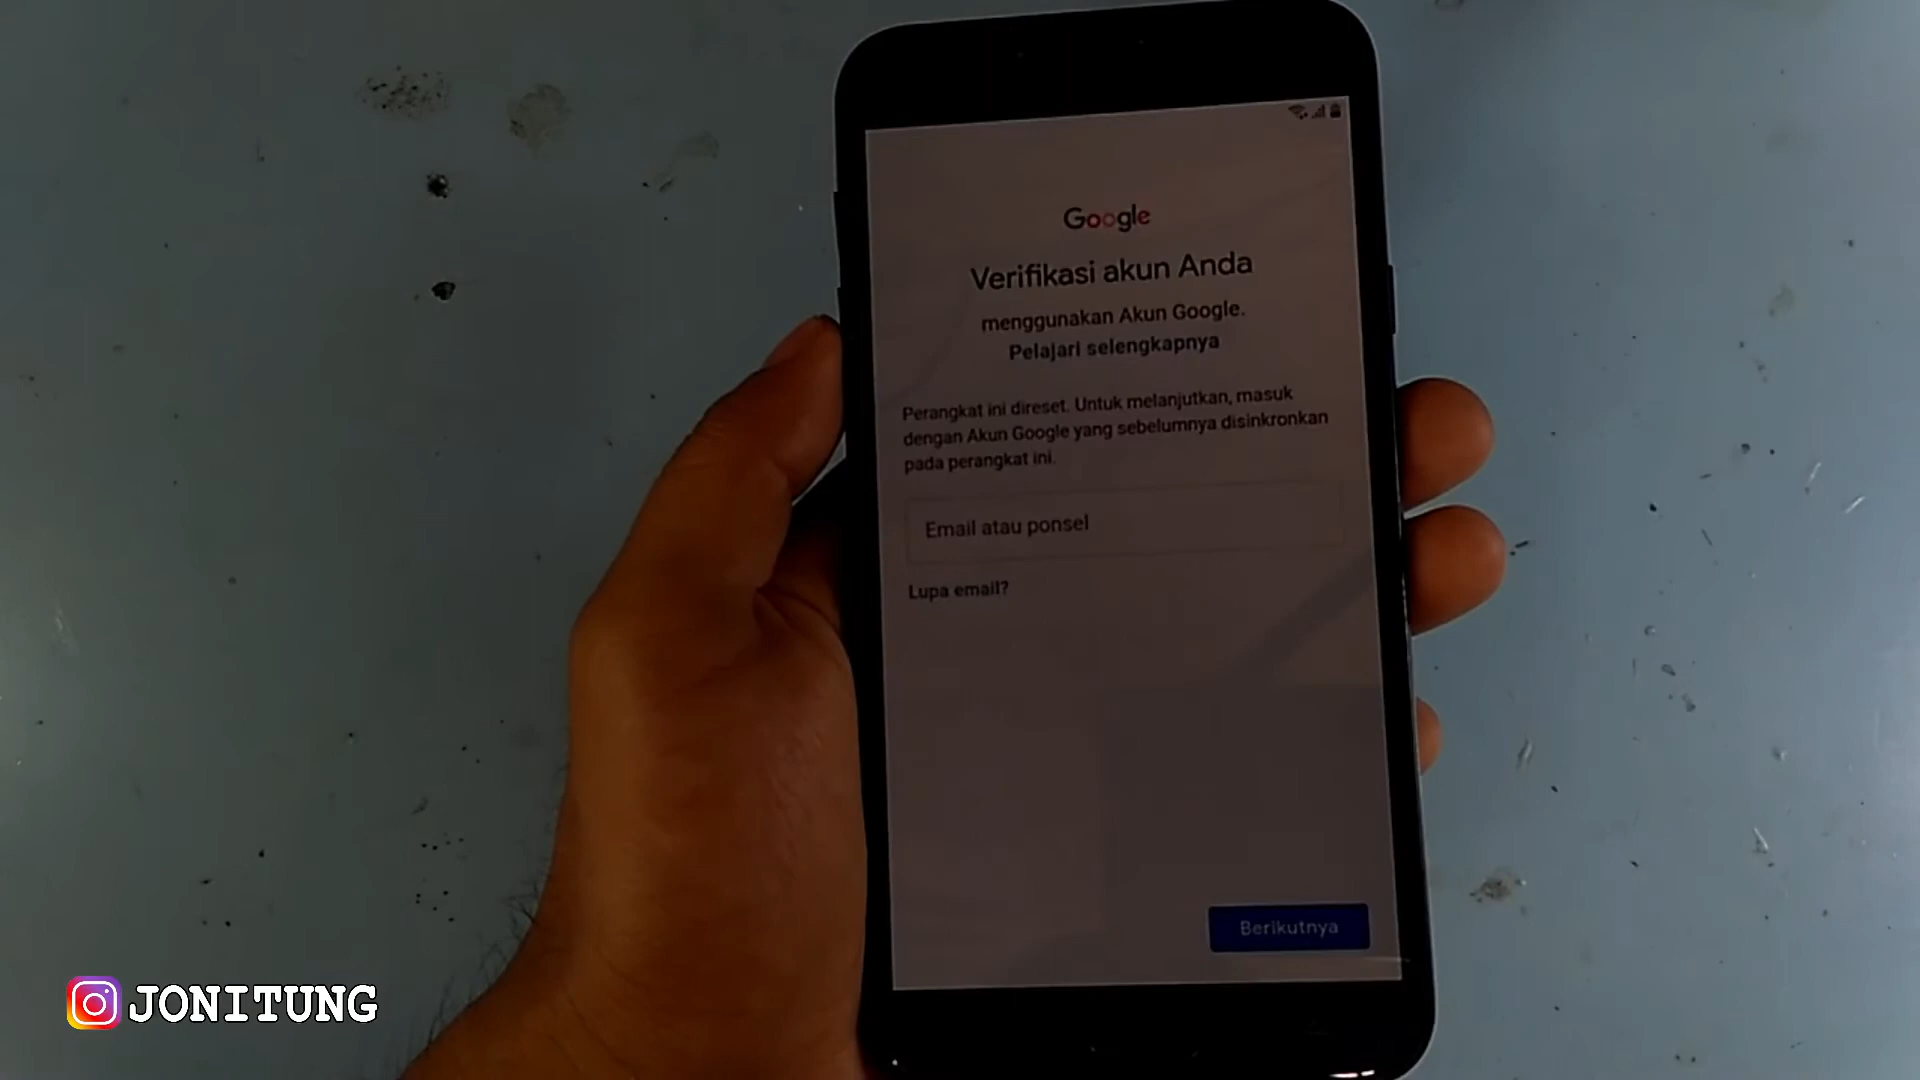 Google
Verifikasi akun Anda
menggunakan Akun Google.
Pelajari selengkapnya
Perangkat ini direset. Untuk melanjutkan, masuk
dengan Akun Google yang sebelumnya disinkronkan
pada perangkat ini.
Email atau ponsel
Lupa email?
Berikutnya
JONITUNG